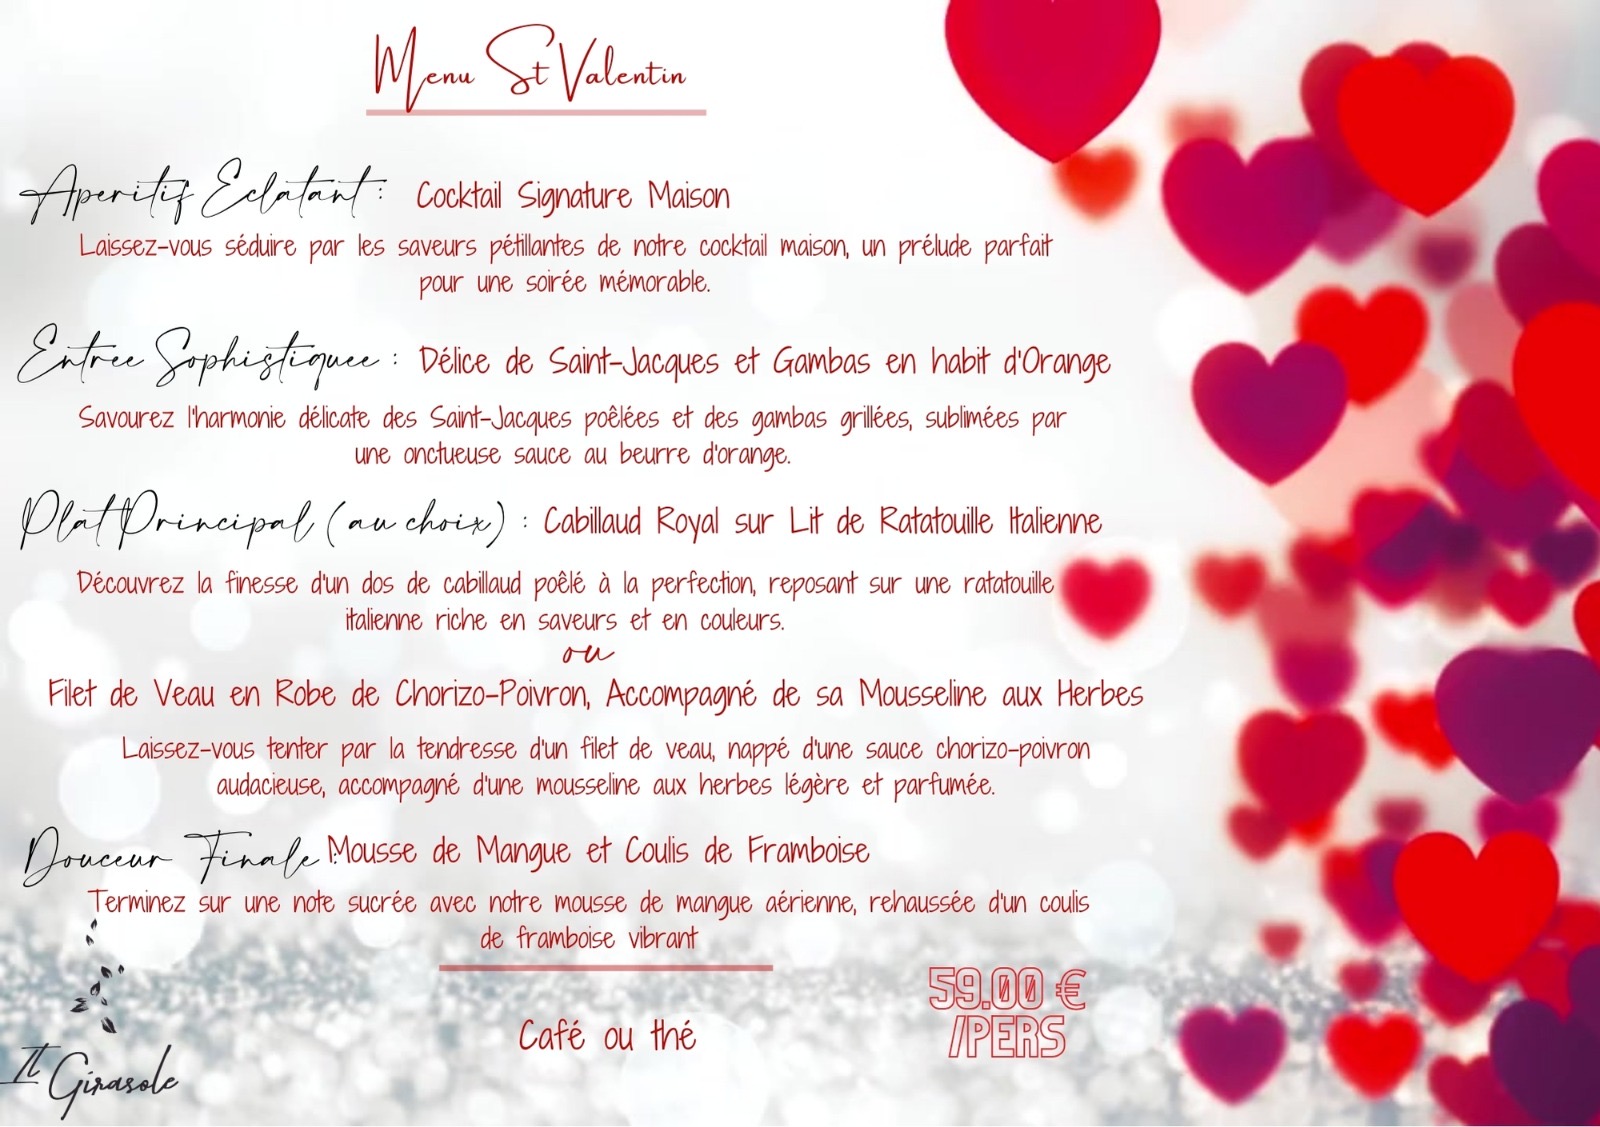 Menu St Valentin
Aperitif Eclatant : Cocktail Signature Maison
Laissez-vous séduire par les saveurs pétillantes de notre cocktail maison, un prélude parfait
pour une soirée mémorable.
Entree Sophistiquee : Délice de Saint-Jacques et Gambas en habit d'Orange
Savourez l'harmonie délicate des Saint-Jacques poêlées et des gambas grillées, sublimées par
une onctueuse sauce au beurre d'orange.
Plat Principal (au choix) : Cabillaud Royal sur Lit de Ratatouille Italienne
Découvrez la finesse d'un dos de cabillaud poêlé à la perfection, reposant sur une ratatouille
italienne riche en saveurs et en couleurs.
ou
Filet de Veau en Robe de Chorizo-Poivron, Accompagné de sa Mousseline aux Herbes
Laissez-vous tenter par la tendresse d'un filet de veau, nappé d'une sauce chorizo-poivron
audacieuse, accompagné d'une mousseline aux herbes légère et parfumée.
Douceur Finale : Mousse de Mangue et Coulis de Framboise
Terminez sur une note sucrée avec notre mousse de mangue aérienne, rehaussée d'un coulis
de framboise vibrant
59.00 €
/PERS
Café ou thé
Il Girasole